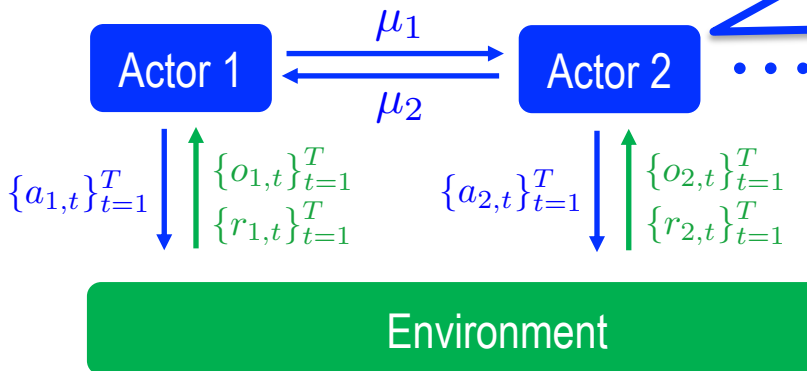 μ₁
Actor 1
Actor 2
. . .
μ₂
{a₁,ₜ}ᵀₜ₌₁
{o₁,ₜ}ᵀₜ₌₁
{r₁,ₜ}ᵀₜ₌₁
{a₂,ₜ}ᵀₜ₌₁
{o₂,ₜ}ᵀₜ₌₁
{r₂,ₜ}ᵀₜ₌₁
Environment